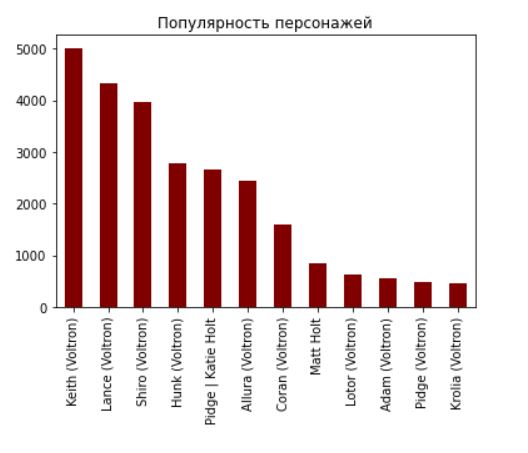 Популярность персонажей
5000
4000
3000
2000
1000
0
Keith (Voltron)
Lance (Voltron)
Shiro (Voltron)
Hunk (Voltron)
Pidge | Katie Holt
Allura (Voltron)
Coran (Voltron)
Matt Holt
Lotor (Voltron)
Adam (Voltron)
Pidge (Voltron)
Krolia (Voltron)